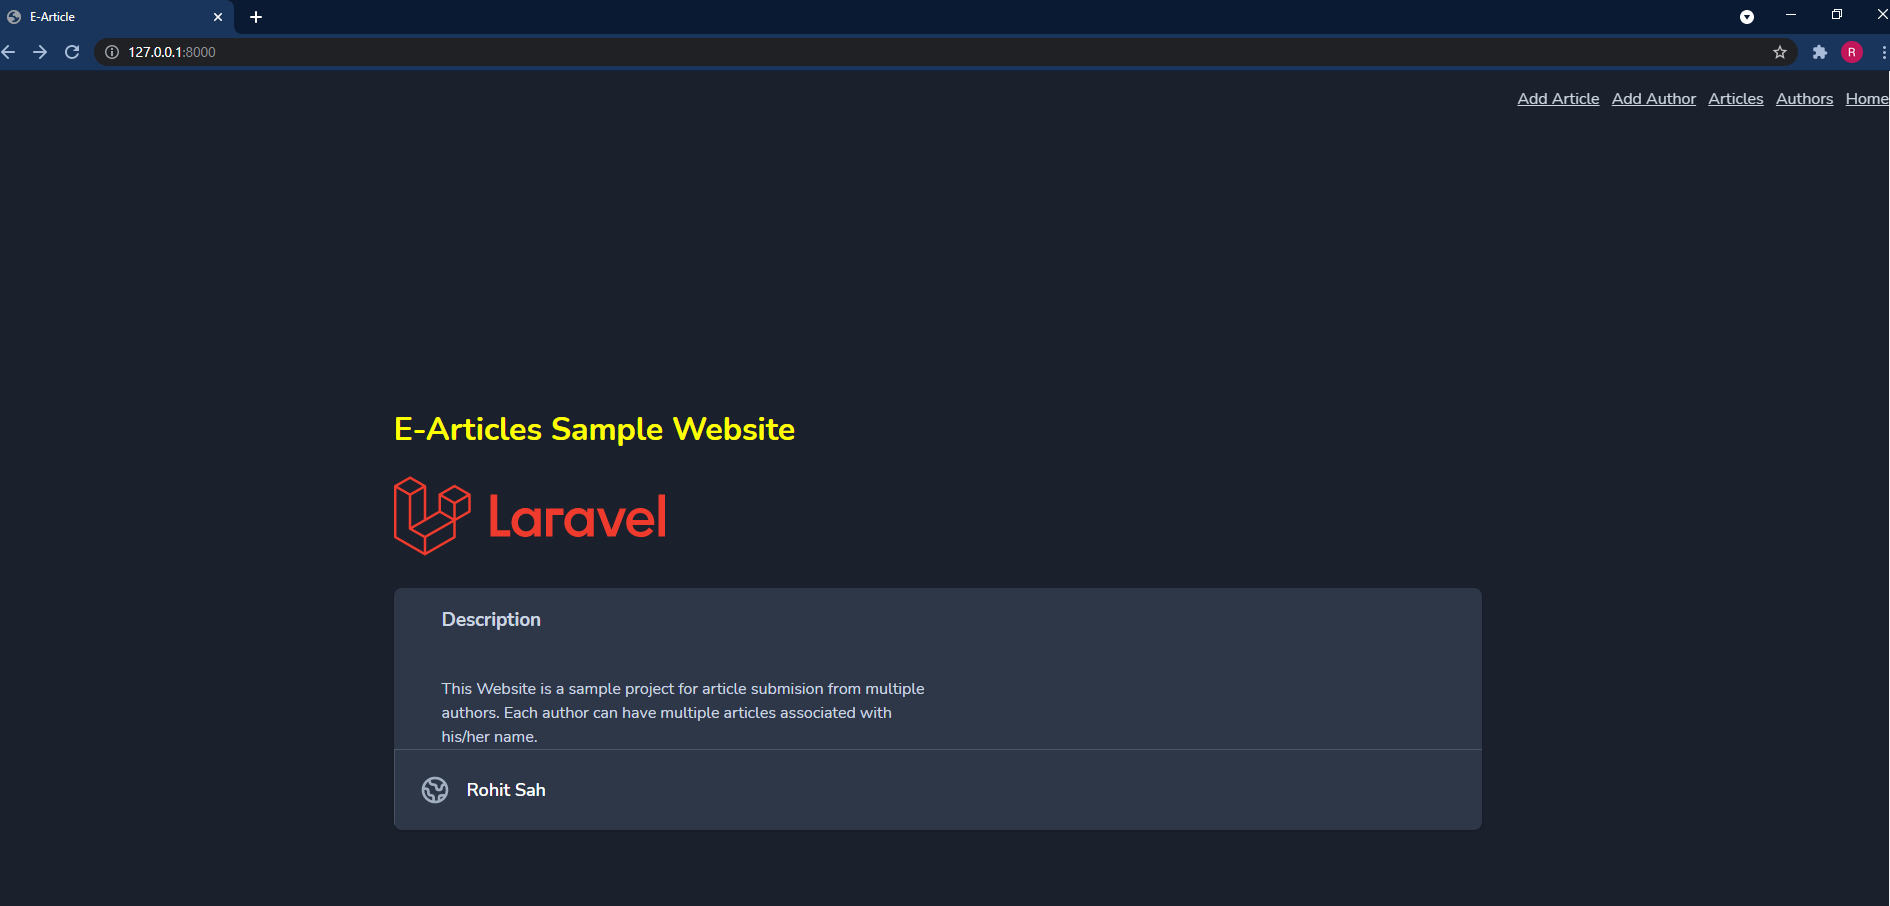 E-Article
127.0.0.1:8000
R
Add Article Add Author Articles Authors Home
E-Articles Sample Website
Laravel
Description
This Website is a sample project for article submision from multiple
authors. Each author can have multiple articles associated with
his/her name.
Rohit Sah